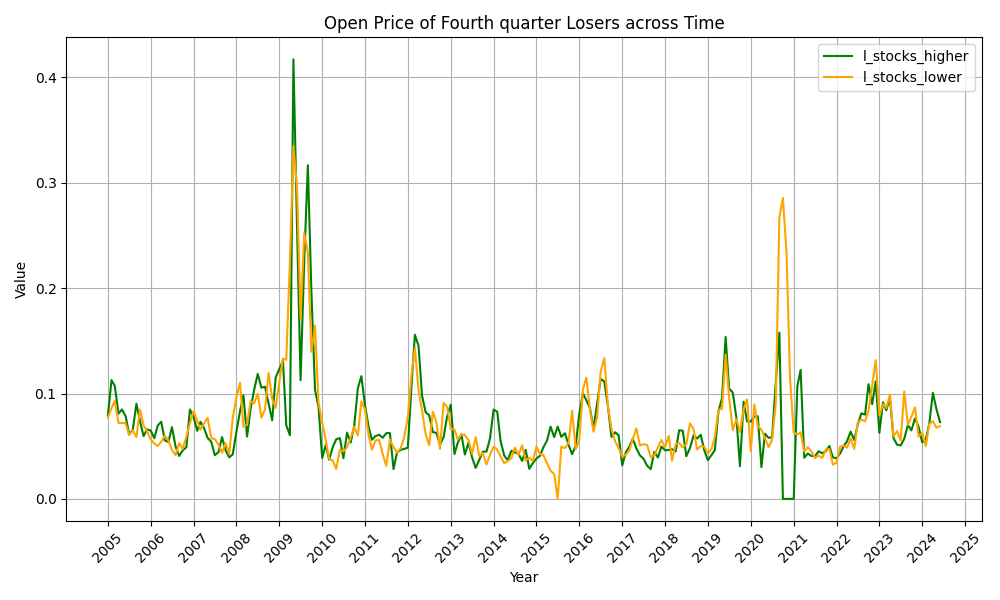 Open Price of Fourth quarter Losers across Time
l_stocks_higher
l_stocks_lower
Value
0.4
0.3
0.2
0.1
0.0
2005 2006 2007 2008 2009 2010 2011 2012 2013 2014 2015 2016 2017 2018 2019 2020 2021 2022 2023 2024 2025
Year